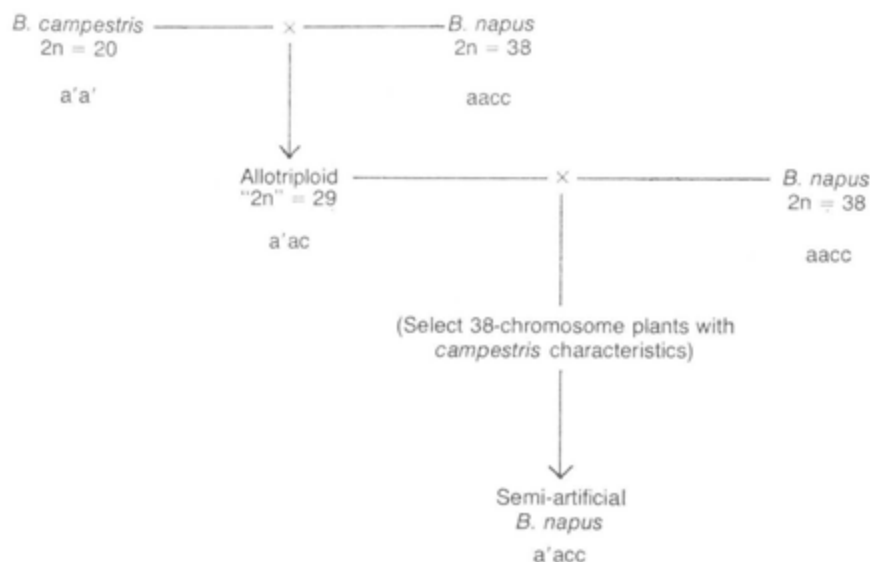 B. campestris × B. napus
2n = 20 2n = 38
a'a' aacc
Allotriploid × B. napus
"2n" = 29 2n = 38
a'ac aacc
(Select 38-chromosome plants with
campestris characteristics)
Semi-artificial
B. napus
a'acc